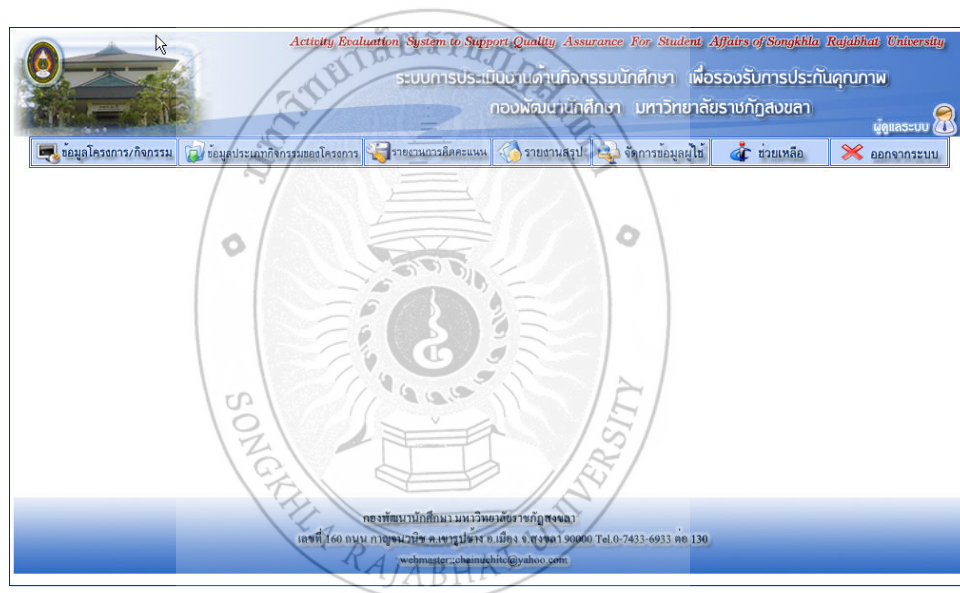 Activity Evaluation System to Support Quality Assurance For Student Affairs of Songkhla Rajabhat University
ระบบการประเมินงานด้านกิจกรรมนักศึกษา เพื่อรองรับการประกันคุณภาพ
กองพัฒนานักศึกษา มหาวิทยาลัยราชภัฏสงขลา
ผู้ดูแลระบบ
ข้อมูลโครงการ/กิจกรรม ข้อมูลประเภทกิจกรรมของโครงการ รายงานการคิดคะแนน รายงานสรุป จัดการข้อมูลผู้ใช้ ช่วยเหลือ ออกจากระบบ
SONGKHLA RAJABHAT UNIVERSITY
กองพัฒนานักศึกษา มหาวิทยาลัยราชภัฏสงขลา
เลขที่ 160 ถนน กาญจนวนิช ต.เขารูปช้าง อ.เมือง จ.สงขลา 90000 Tel.0-7433-6933 ต่อ 130
webmaster::chainuchitc@yahoo.com